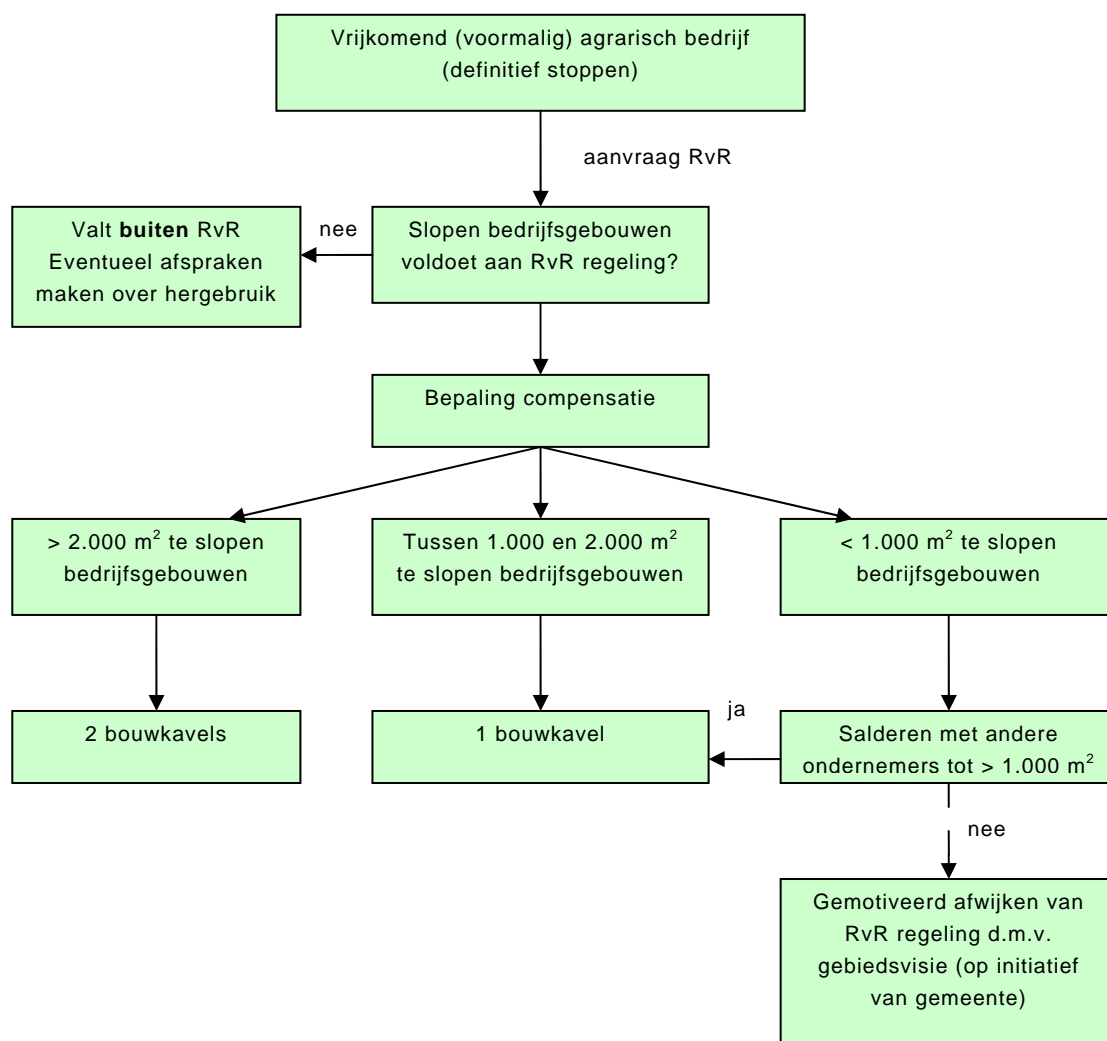 Vrijkomend (voormalig) agrarisch bedrijf
(definitief stoppen)
aanvraag RvR
Valt buiten RvR
Eventueel afspraken
maken over hergebruik
nee
Slopen bedrijfsgebouwen
voldoet aan RvR regeling?
Bepaling compensatie
> 2.000 m² te slopen
bedrijfsgebouwen
Tussen 1.000 en 2.000 m²
te slopen bedrijfsgebouwen
< 1.000 m² te slopen
bedrijfsgebouwen
2 bouwkavels
1 bouwkavel
ja
Salderen met andere
ondernemers tot > 1.000 m²
nee
Gemotiveerd afwijken van
RvR regeling d.m.v.
gebiedsvisie (op initiatief
van gemeente)